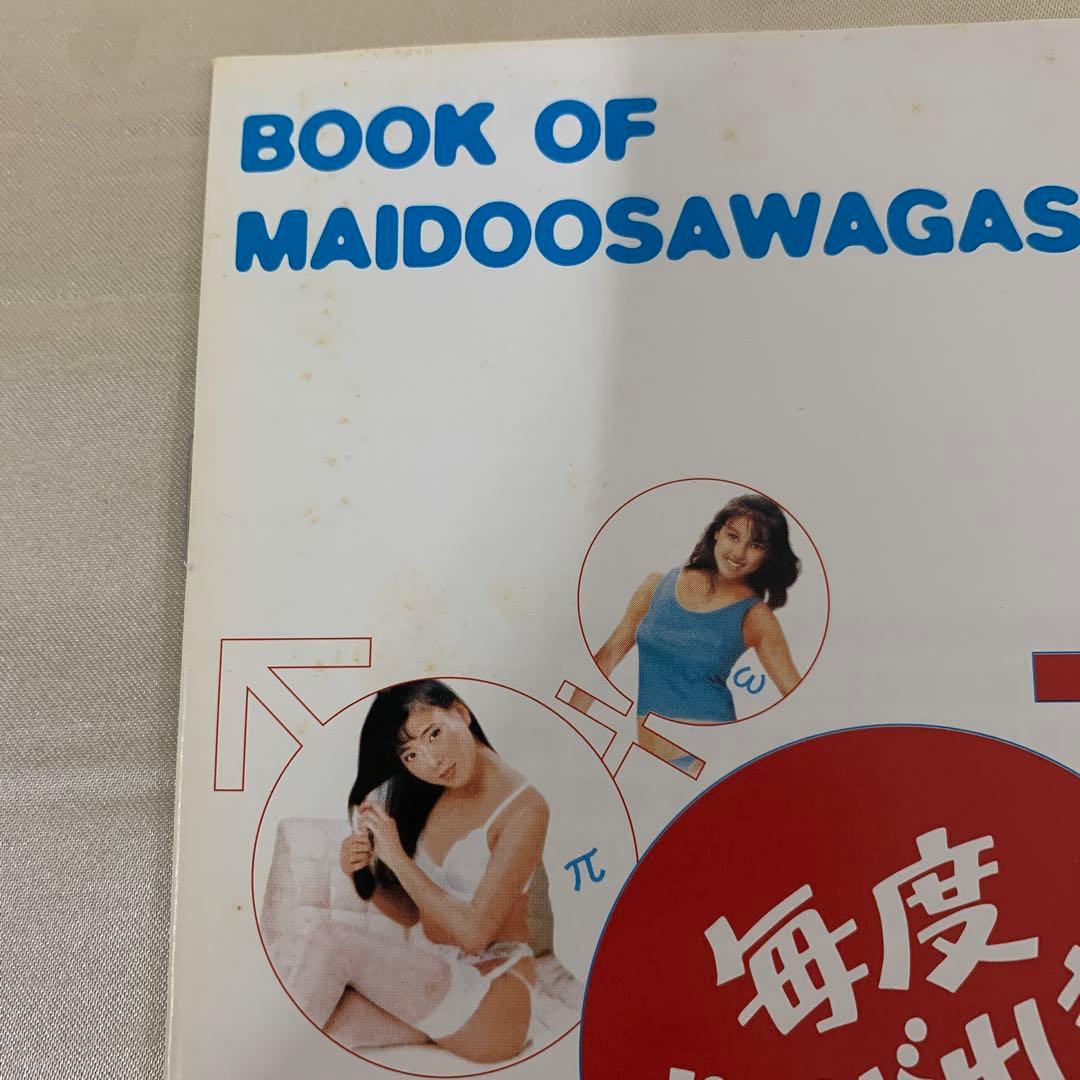 BOOK OF
MAIDOOSAWAGAS
ω
π
毎度